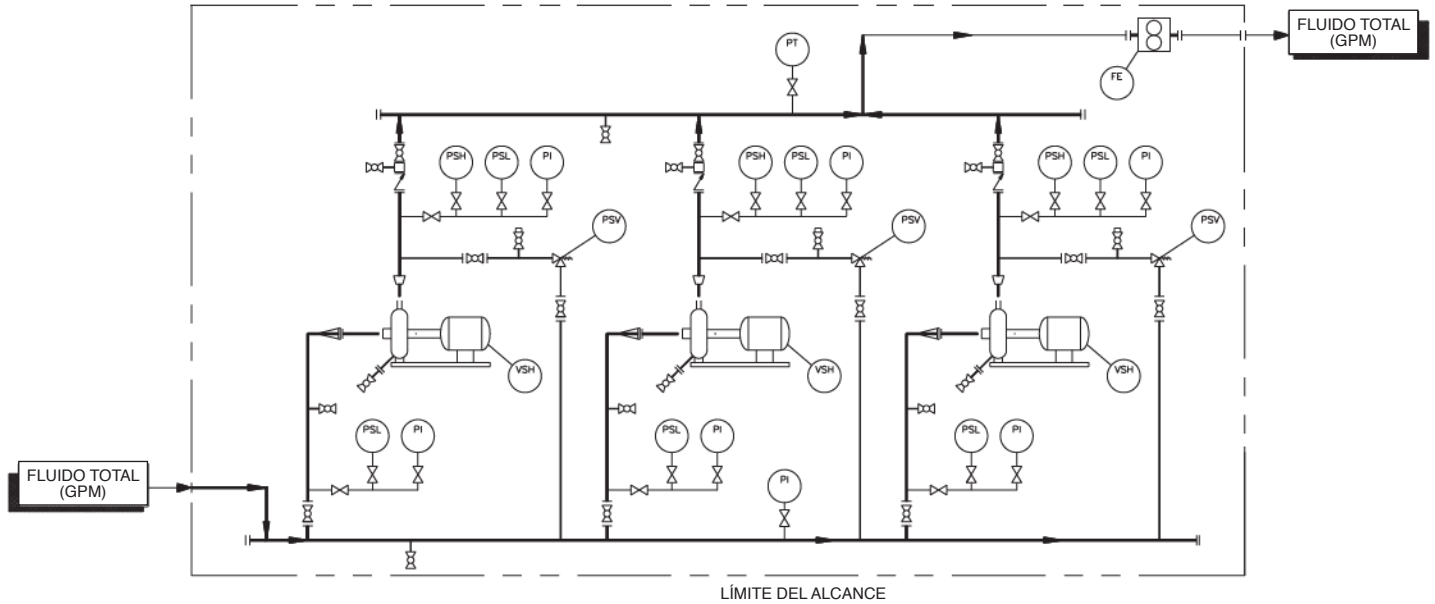 FLUIDO TOTAL
(GPM)
PT
FE
PSH
PSL
PI
PSH
PSL
PI
PSH
PSL
PI
PSV
PSV
PSV
VSH
VSH
VSH
PSL
PI
PSL
PI
PSL
PI
PI
FLUIDO TOTAL
(GPM)
LÍMITE DEL ALCANCE